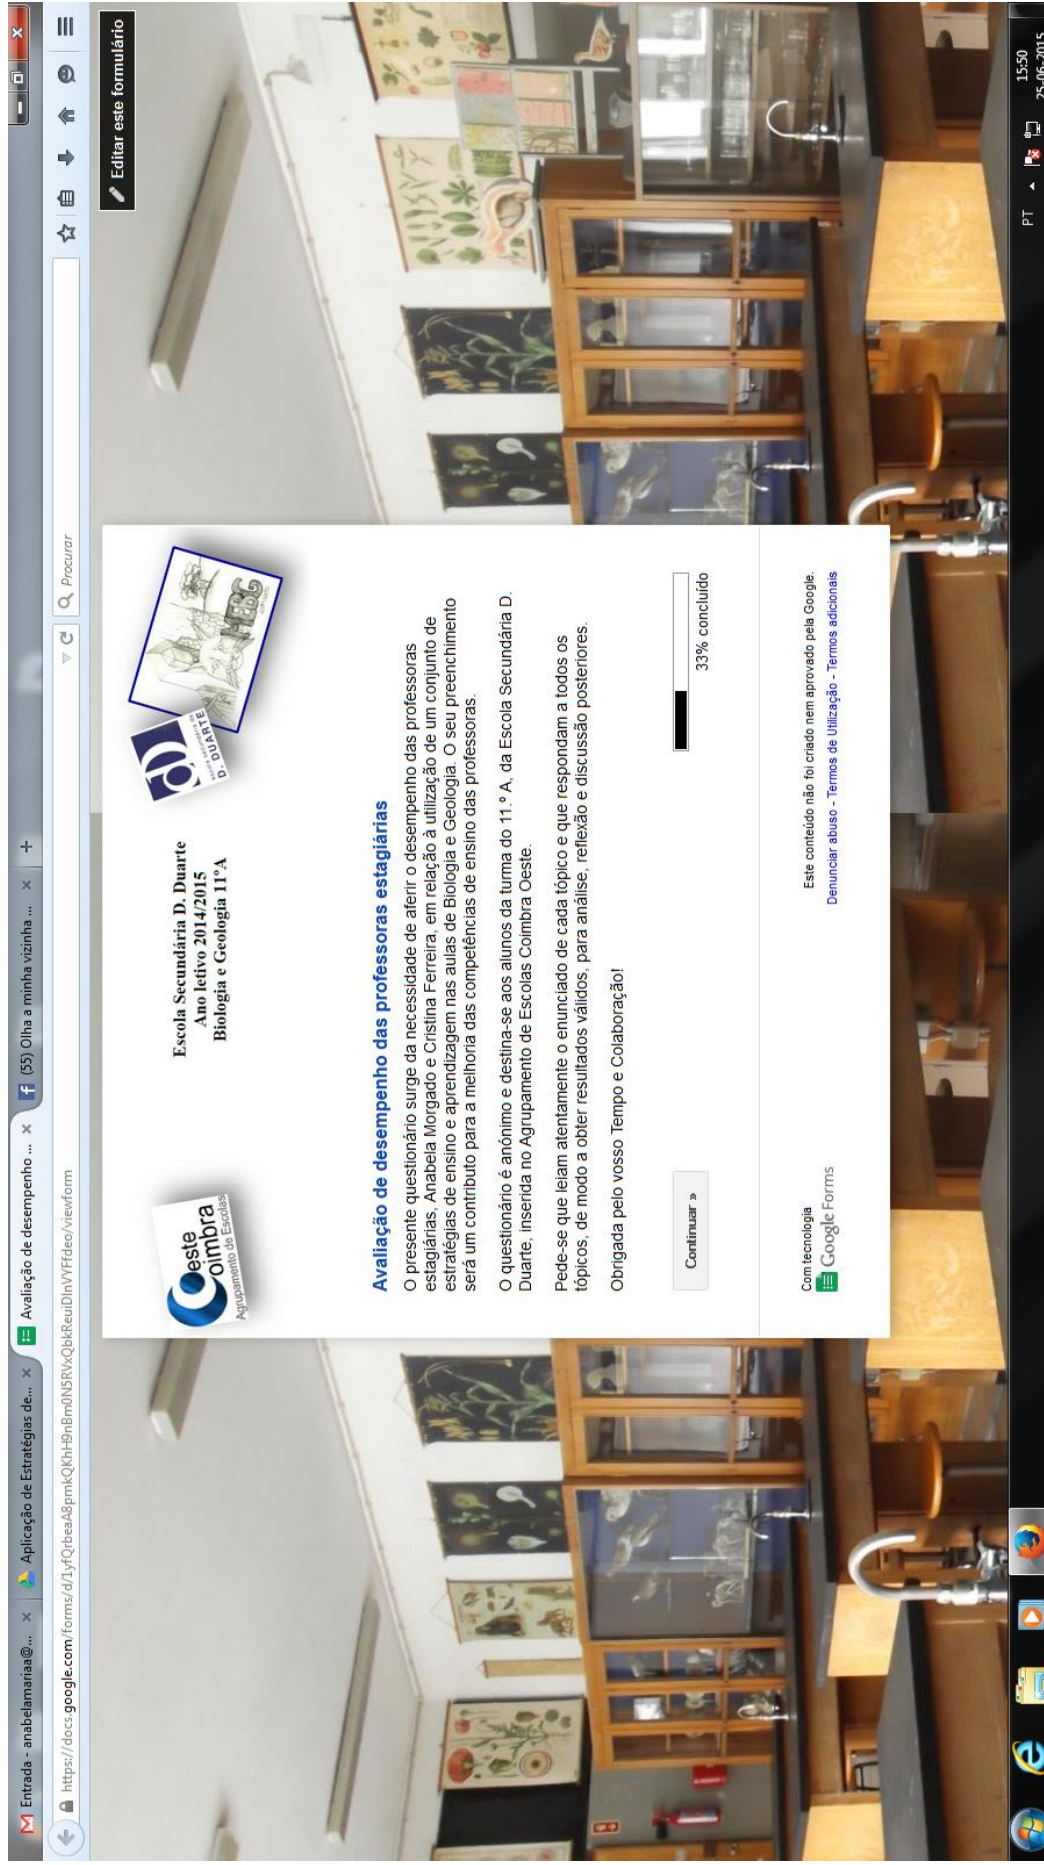 Entrada - anabelamariaa@...
Aplicação de Estratégias de...
Avaliação de desempenho ...
(55) Olha a minha vizinha ...
https://docs.google.com/forms/d/1yfQrbeaA8pmkQKhH9nBm0N5RVxQbkReuiDlnVYFfdeo/viewform
Procurar
Editar este formulário
oeste
Coimbra
Agrupamento de Escolas
Escola Secundária D. Duarte
Ano letivo 2014/2015
Biologia e Geologia 11ºA
D. DUARTE
Avaliação de desempenho das professoras estagiárias
O presente questionário surge da necessidade de aferir o desempenho das professoras
estagiárias, Anabela Morgado e Cristina Ferreira, em relação à utilização de um conjunto de
estratégias de ensino e aprendizagem nas aulas de Biologia e Geologia. O seu preenchimento
será um contributo para a melhoria das competências de ensino das professoras.
O questionário é anónimo e destina-se aos alunos da turma do 11.º A, da Escola Secundária D.
Duarte, inserida no Agrupamento de Escolas Coimbra Oeste.
Pede-se que leiam atentamente o enunciado de cada tópico e que respondam a todos os
tópicos, de modo a obter resultados válidos, para análise, reflexão e discussão posteriores.
Obrigada pelo vosso Tempo e Colaboração!
Continuar »
33% concluído
Com tecnologia
Google Forms
Este conteúdo não foi criado nem aprovado pela Google.
Denunciar abuso - Termos de Utilização - Termos adicionais
PT
15:50
25-06-2015